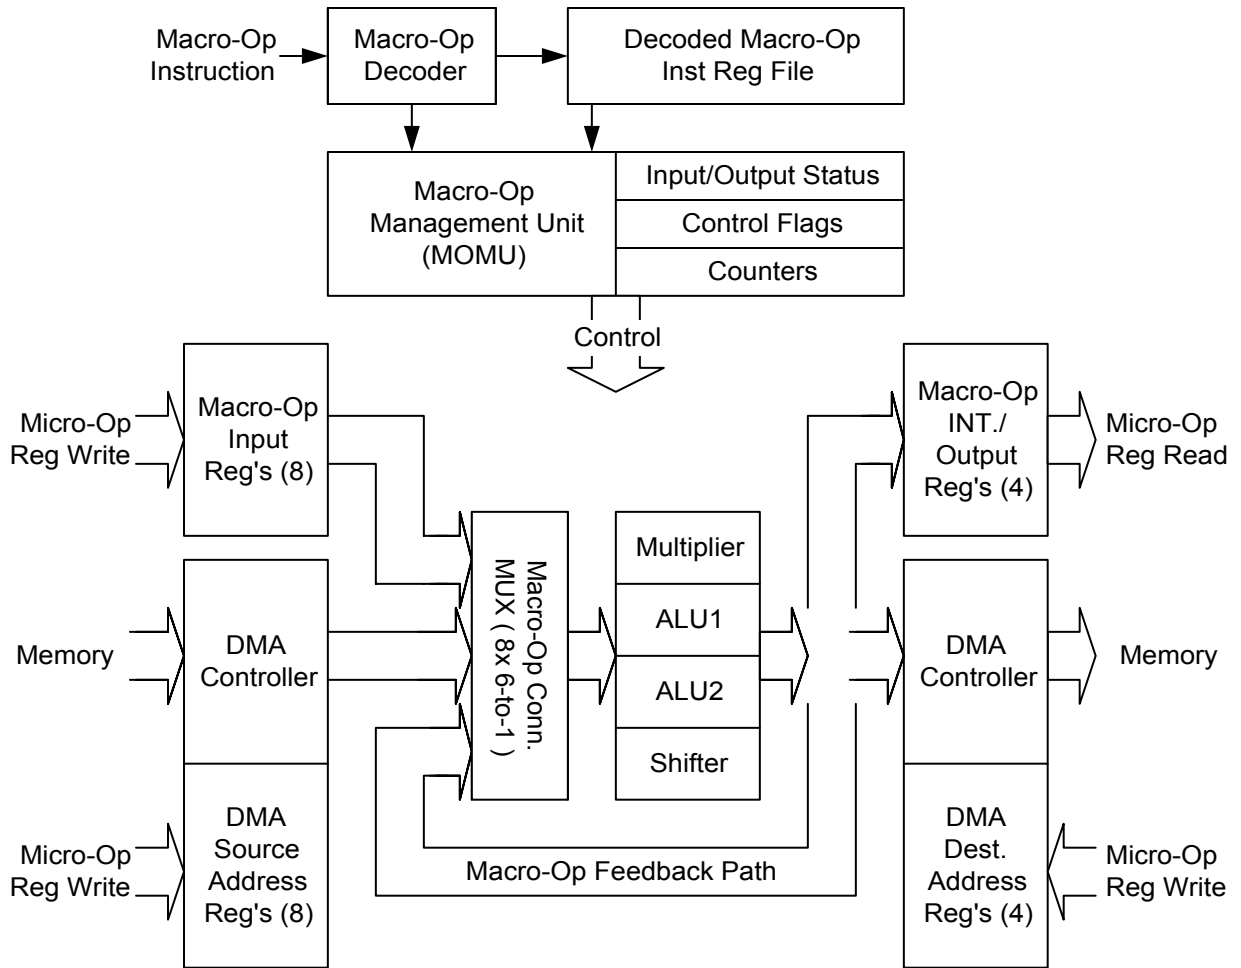 Macro-Op
Instruction
Macro-Op
Decoder
Decoded Macro-Op
Inst Reg File
Macro-Op
Management Unit
(MOMU)
Input/Output Status
Control Flags
Counters
Control
Micro-Op
Reg Write
Macro-Op
Input
Reg's (8)
Macro-Op
INT./
Output
Reg's (4)
Micro-Op
Reg Read
Macro-Op Conn.
MUX ( 8x 6-to-1 )
Multiplier
ALU1
ALU2
Shifter
Memory
DMA
Controller
DMA
Controller
Memory
Micro-Op
Reg Write
DMA
Source
Address
Reg's (8)
Macro-Op Feedback Path
DMA
Dest.
Address
Reg's (4)
Micro-Op
Reg Write